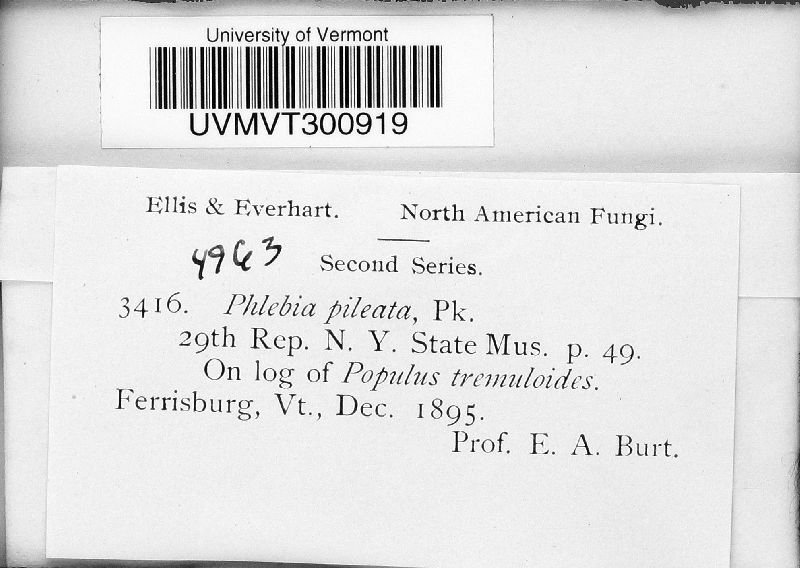 University of Vermont
UVMVT300919
Ellis & Everhart. North American Fungi.
4963 Second Series.
3416. Phlebia pileata, Pk.
29th Rep. N. Y. State Mus. p. 49.
On log of Populus tremuloides.
Ferrisburg, Vt., Dec. 1895.
Prof. E. A. Burt.